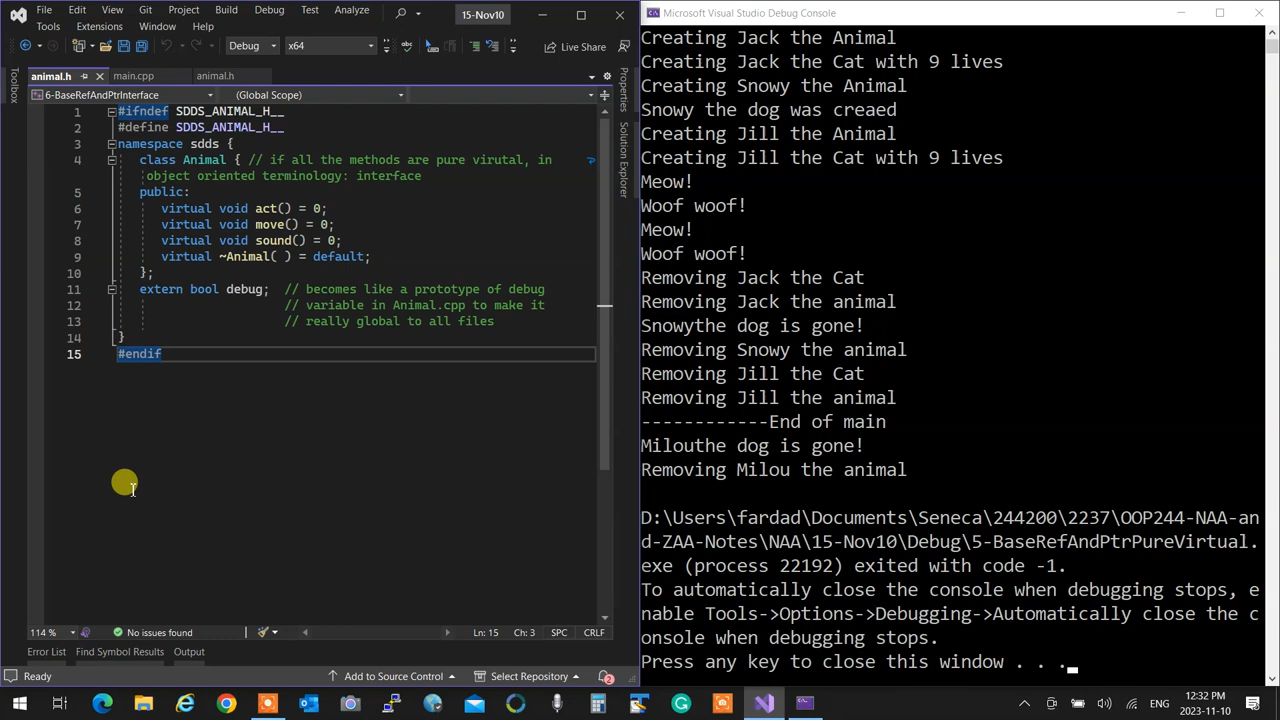 File Edit View Git Project Build Debug Test Analyze
Tools Extensions Window Help
15-Nov10
Debug x64 Live Share
animal.h main.cpp animal.h
6-BaseRefAndPtrInterface (Global Scope)
1 #ifndef SDDS_ANIMAL_H__
2 #define SDDS_ANIMAL_H__
3 namespace sdds {
4 class Animal { // if all the methods are pure virutal, in
object oriented terminology: interface
5 public:
6 virtual void act() = 0;
7 virtual void move() = 0;
8 virtual void sound() = 0;
9 virtual ~Animal( ) = default;
10 };
11 extern bool debug; // becomes like a prototype of debug
12 // variable in Animal.cpp to make it
13 // really global to all files
14 }
15 #endif
Toolbox
Properties
Solution Explorer
114 % No issues found Ln: 15 Ch: 3 SPC CRLF
Error List Find Symbol Results Output
Ready Add to Source Control Select Repository 2
Microsoft Visual Studio Debug Console
Creating Jack the Animal
Creating Jack the Cat with 9 lives
Creating Snowy the Animal
Snowy the dog was creaed
Creating Jill the Animal
Creating Jill the Cat with 9 lives
Meow!
Woof woof!
Meow!
Woof woof!
Removing Jack the Cat
Removing Jack the animal
Snowythe dog is gone!
Removing Snowy the animal
Removing Jill the Cat
Removing Jill the animal
------------End of main
Milouthe dog is gone!
Removing Milou the animal
D:\Users\fardad\Documents\Seneca\244200\2237\OOP244-NAA-an
d-ZAA-Notes\NAA\15-Nov10\Debug\5-BaseRefAndPtrPureVirtual.
exe (process 22192) exited with code -1.
To automatically close the console when debugging stops, e
nable Tools->Options->Debugging->Automatically close the c
onsole when debugging stops.
Press any key to close this window . . .
ENG
12:32 PM
2023-11-10